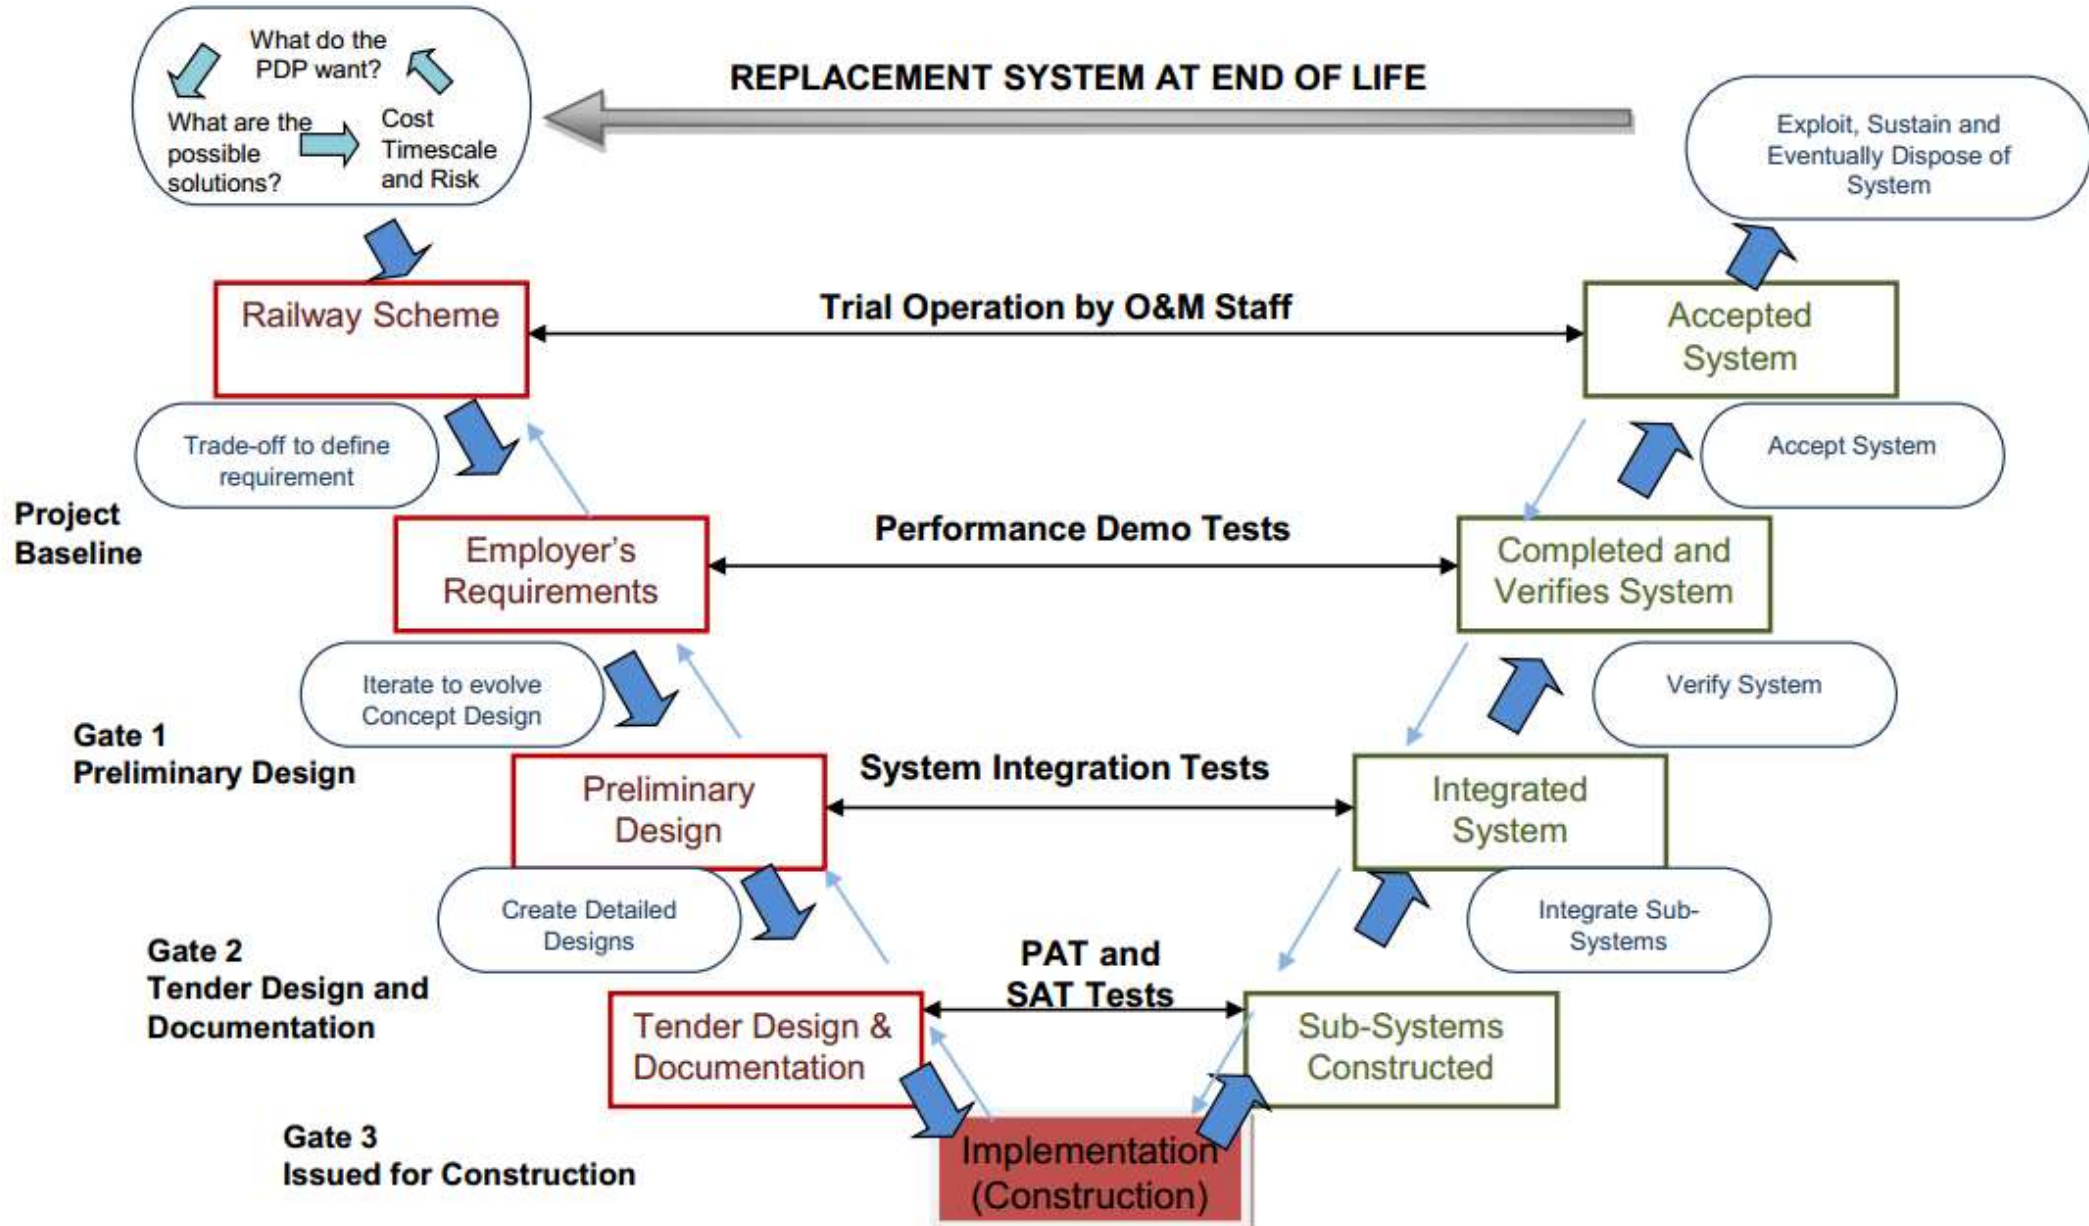 What do the
PDP want?
What are the
possible
solutions?
Cost
Timescale
and Risk
REPLACEMENT SYSTEM AT END OF LIFE
Exploit, Sustain and
Eventually Dispose of
System
Railway Scheme
Trial Operation by O&M Staff
Accepted
System
Trade-off to define
requirement
Accept System
Project
Baseline
Employer’s
Requirements
Performance Demo Tests
Completed and
Verifies System
Iterate to evolve
Concept Design
Verify System
Gate 1
Preliminary Design
Preliminary
Design
System Integration Tests
Integrated
System
Create Detailed
Designs
Integrate Sub-
Systems
Gate 2
Tender Design and
Documentation
PAT and
SAT Tests
Tender Design &
Documentation
Sub-Systems
Constructed
Gate 3
Issued for Construction
Implementation
(Construction)